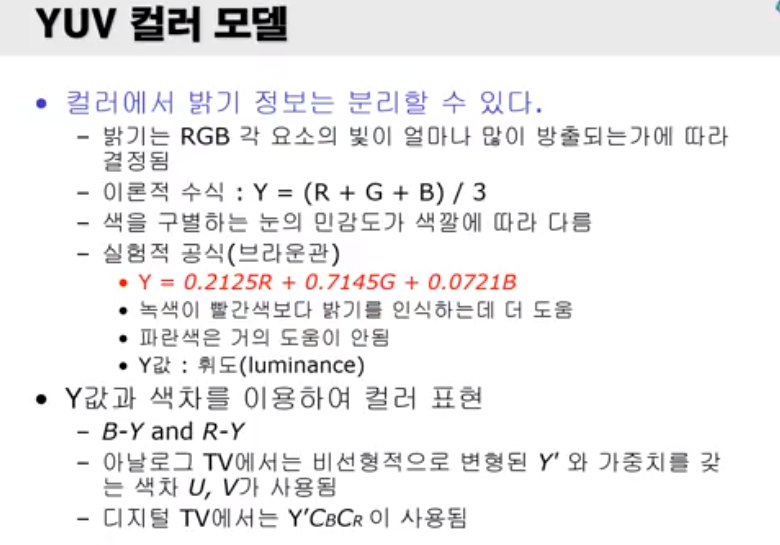 YUV 컬러 모델
• 컬러에서 밝기 정보는 분리할 수 있다.
– 밝기는 RGB 각 요소의 빛이 얼마나 많이 방출되는가에 따라
결정됨
– 이론적 수식 : Y = (R + G + B) / 3
– 색을 구별하는 눈의 민감도가 색깔에 따라 다름
– 실험적 공식(브라운관)
• Y = 0.2125R + 0.7145G + 0.0721B
• 녹색이 빨간색보다 밝기를 인식하는데 더 도움
• 파란색은 거의 도움이 안됨
• Y값 : 휘도(luminance)
• Y값과 색차를 이용하여 컬러 표현
– B-Y and R-Y
– 아날로그 TV에서는 비선형적으로 변형된 Y' 와 가중치를 갖
는 색차 U, V가 사용됨
– 디지털 TV에서는 Y'CBCR 이 사용됨